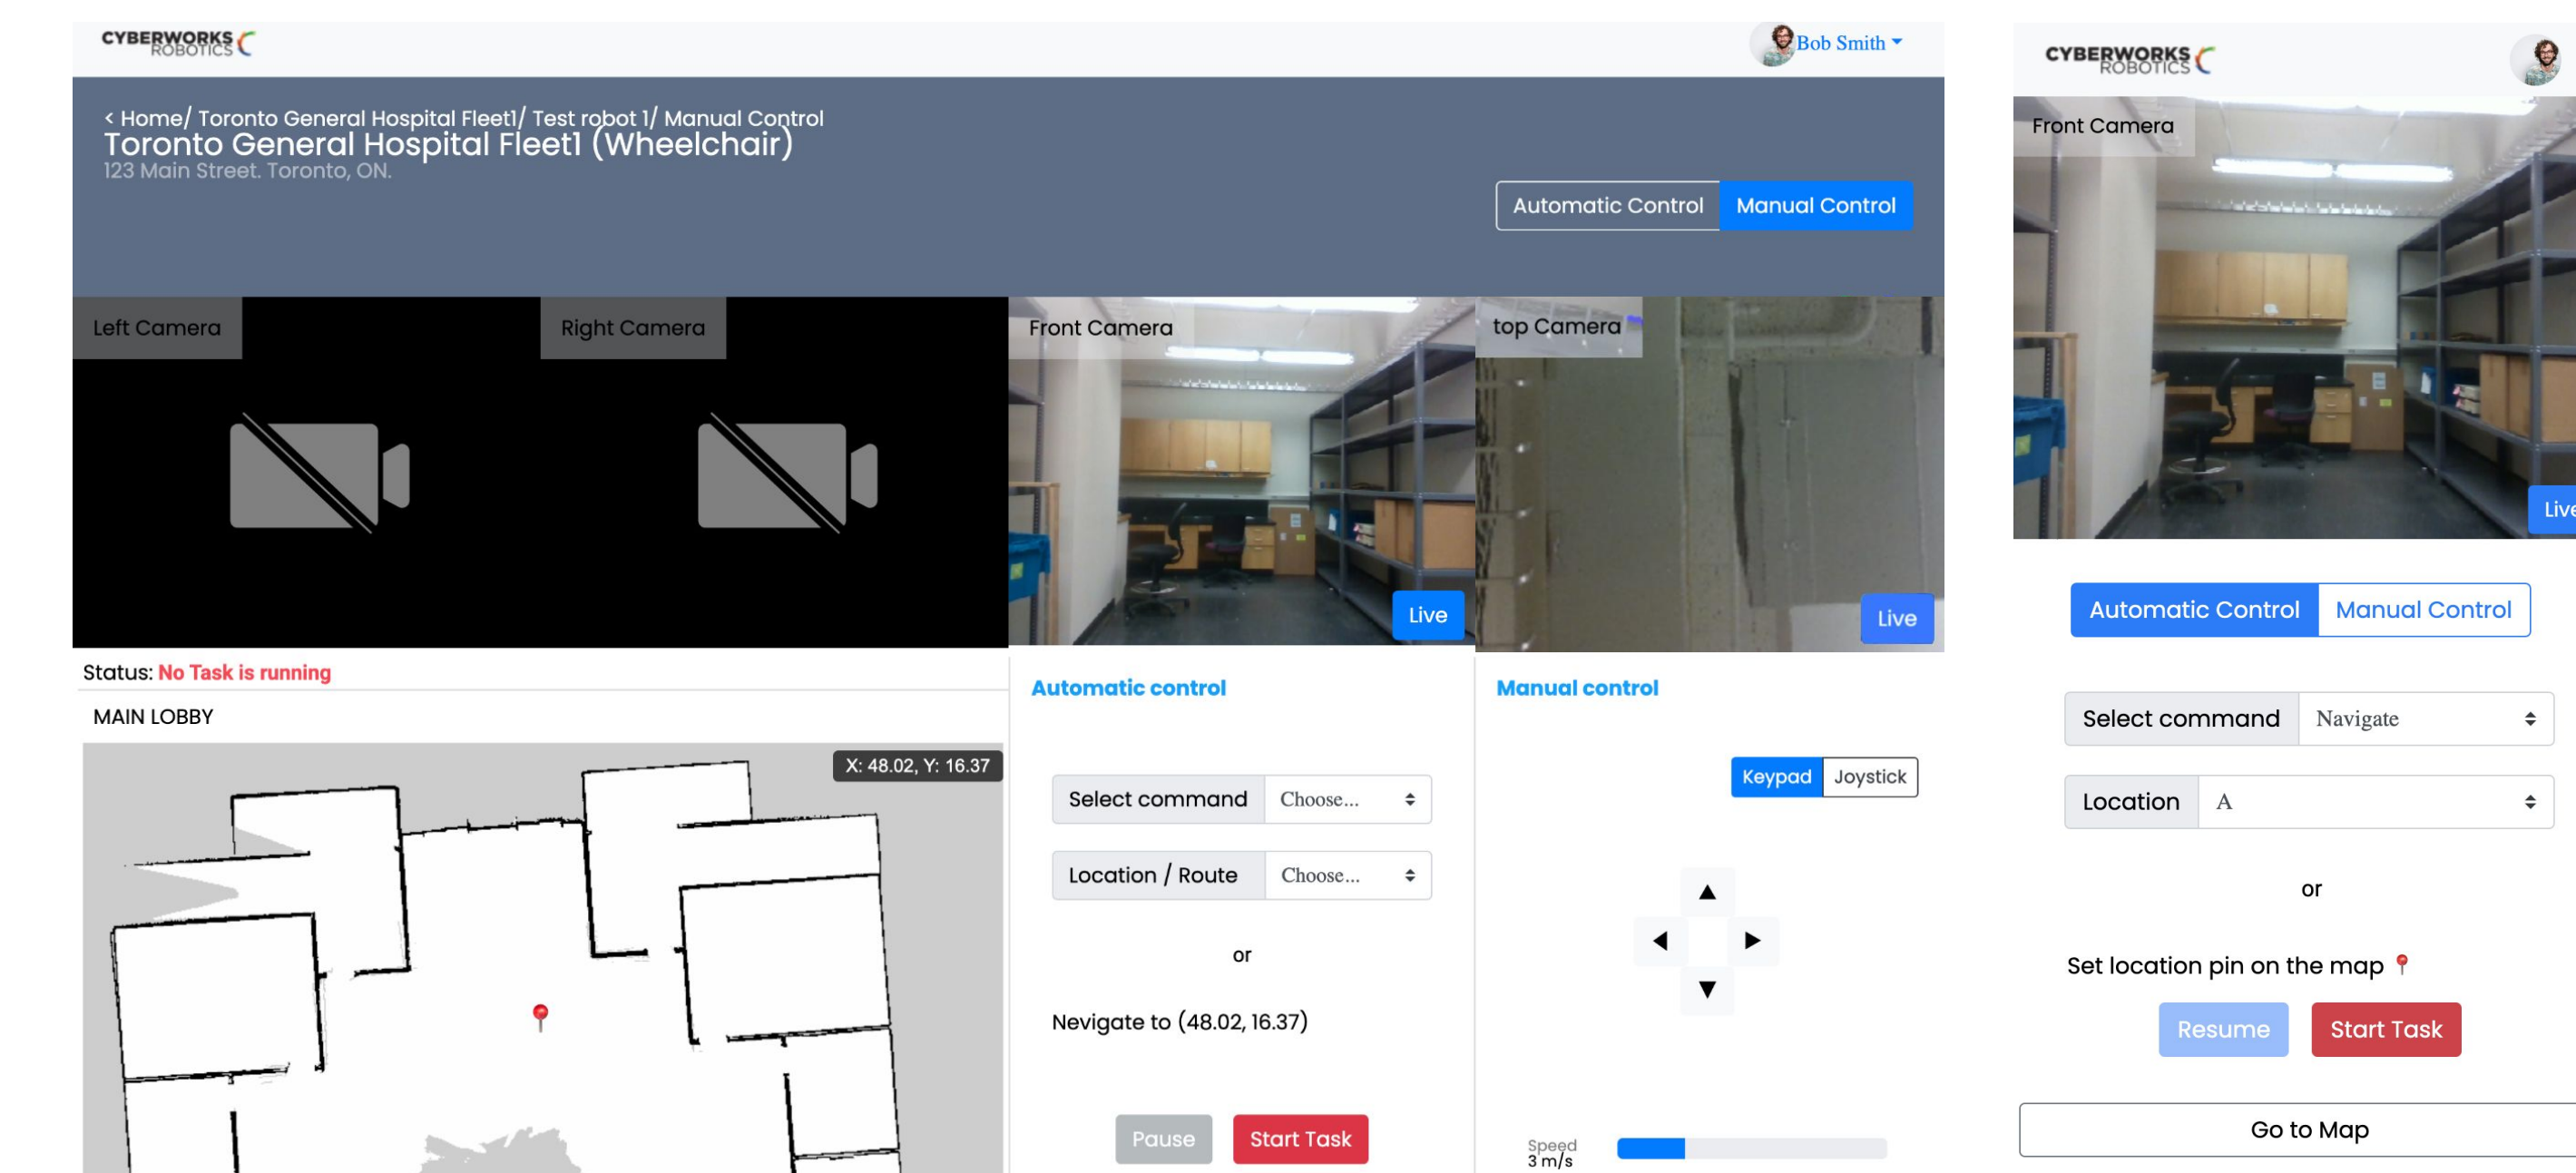 CYBERWORKS
ROBOTICS
Bob Smith
< Home/ Toronto General Hospital Fleet1/ Test robot 1/ Manual Control
Toronto General Hospital Fleet1 (Wheelchair)
123 Main Street. Toronto, ON.
Automatic Control Manual Control
Left Camera
Right Camera
Front Camera
top Camera
Live
Live
Status: No Task is running
MAIN LOBBY
X: 48.02, Y: 16.37
Automatic control
Select command Choose...
Location / Route Choose...
or
Nevigate to (48.02, 16.37)
Pause Start Task
Manual control
Keypad Joystick
Speed
3 m/s
CYBERWORKS
ROBOTICS
Front Camera
Live
Automatic Control Manual Control
Select command Navigate
Location A
or
Set location pin on the map
Resume Start Task
Go to Map